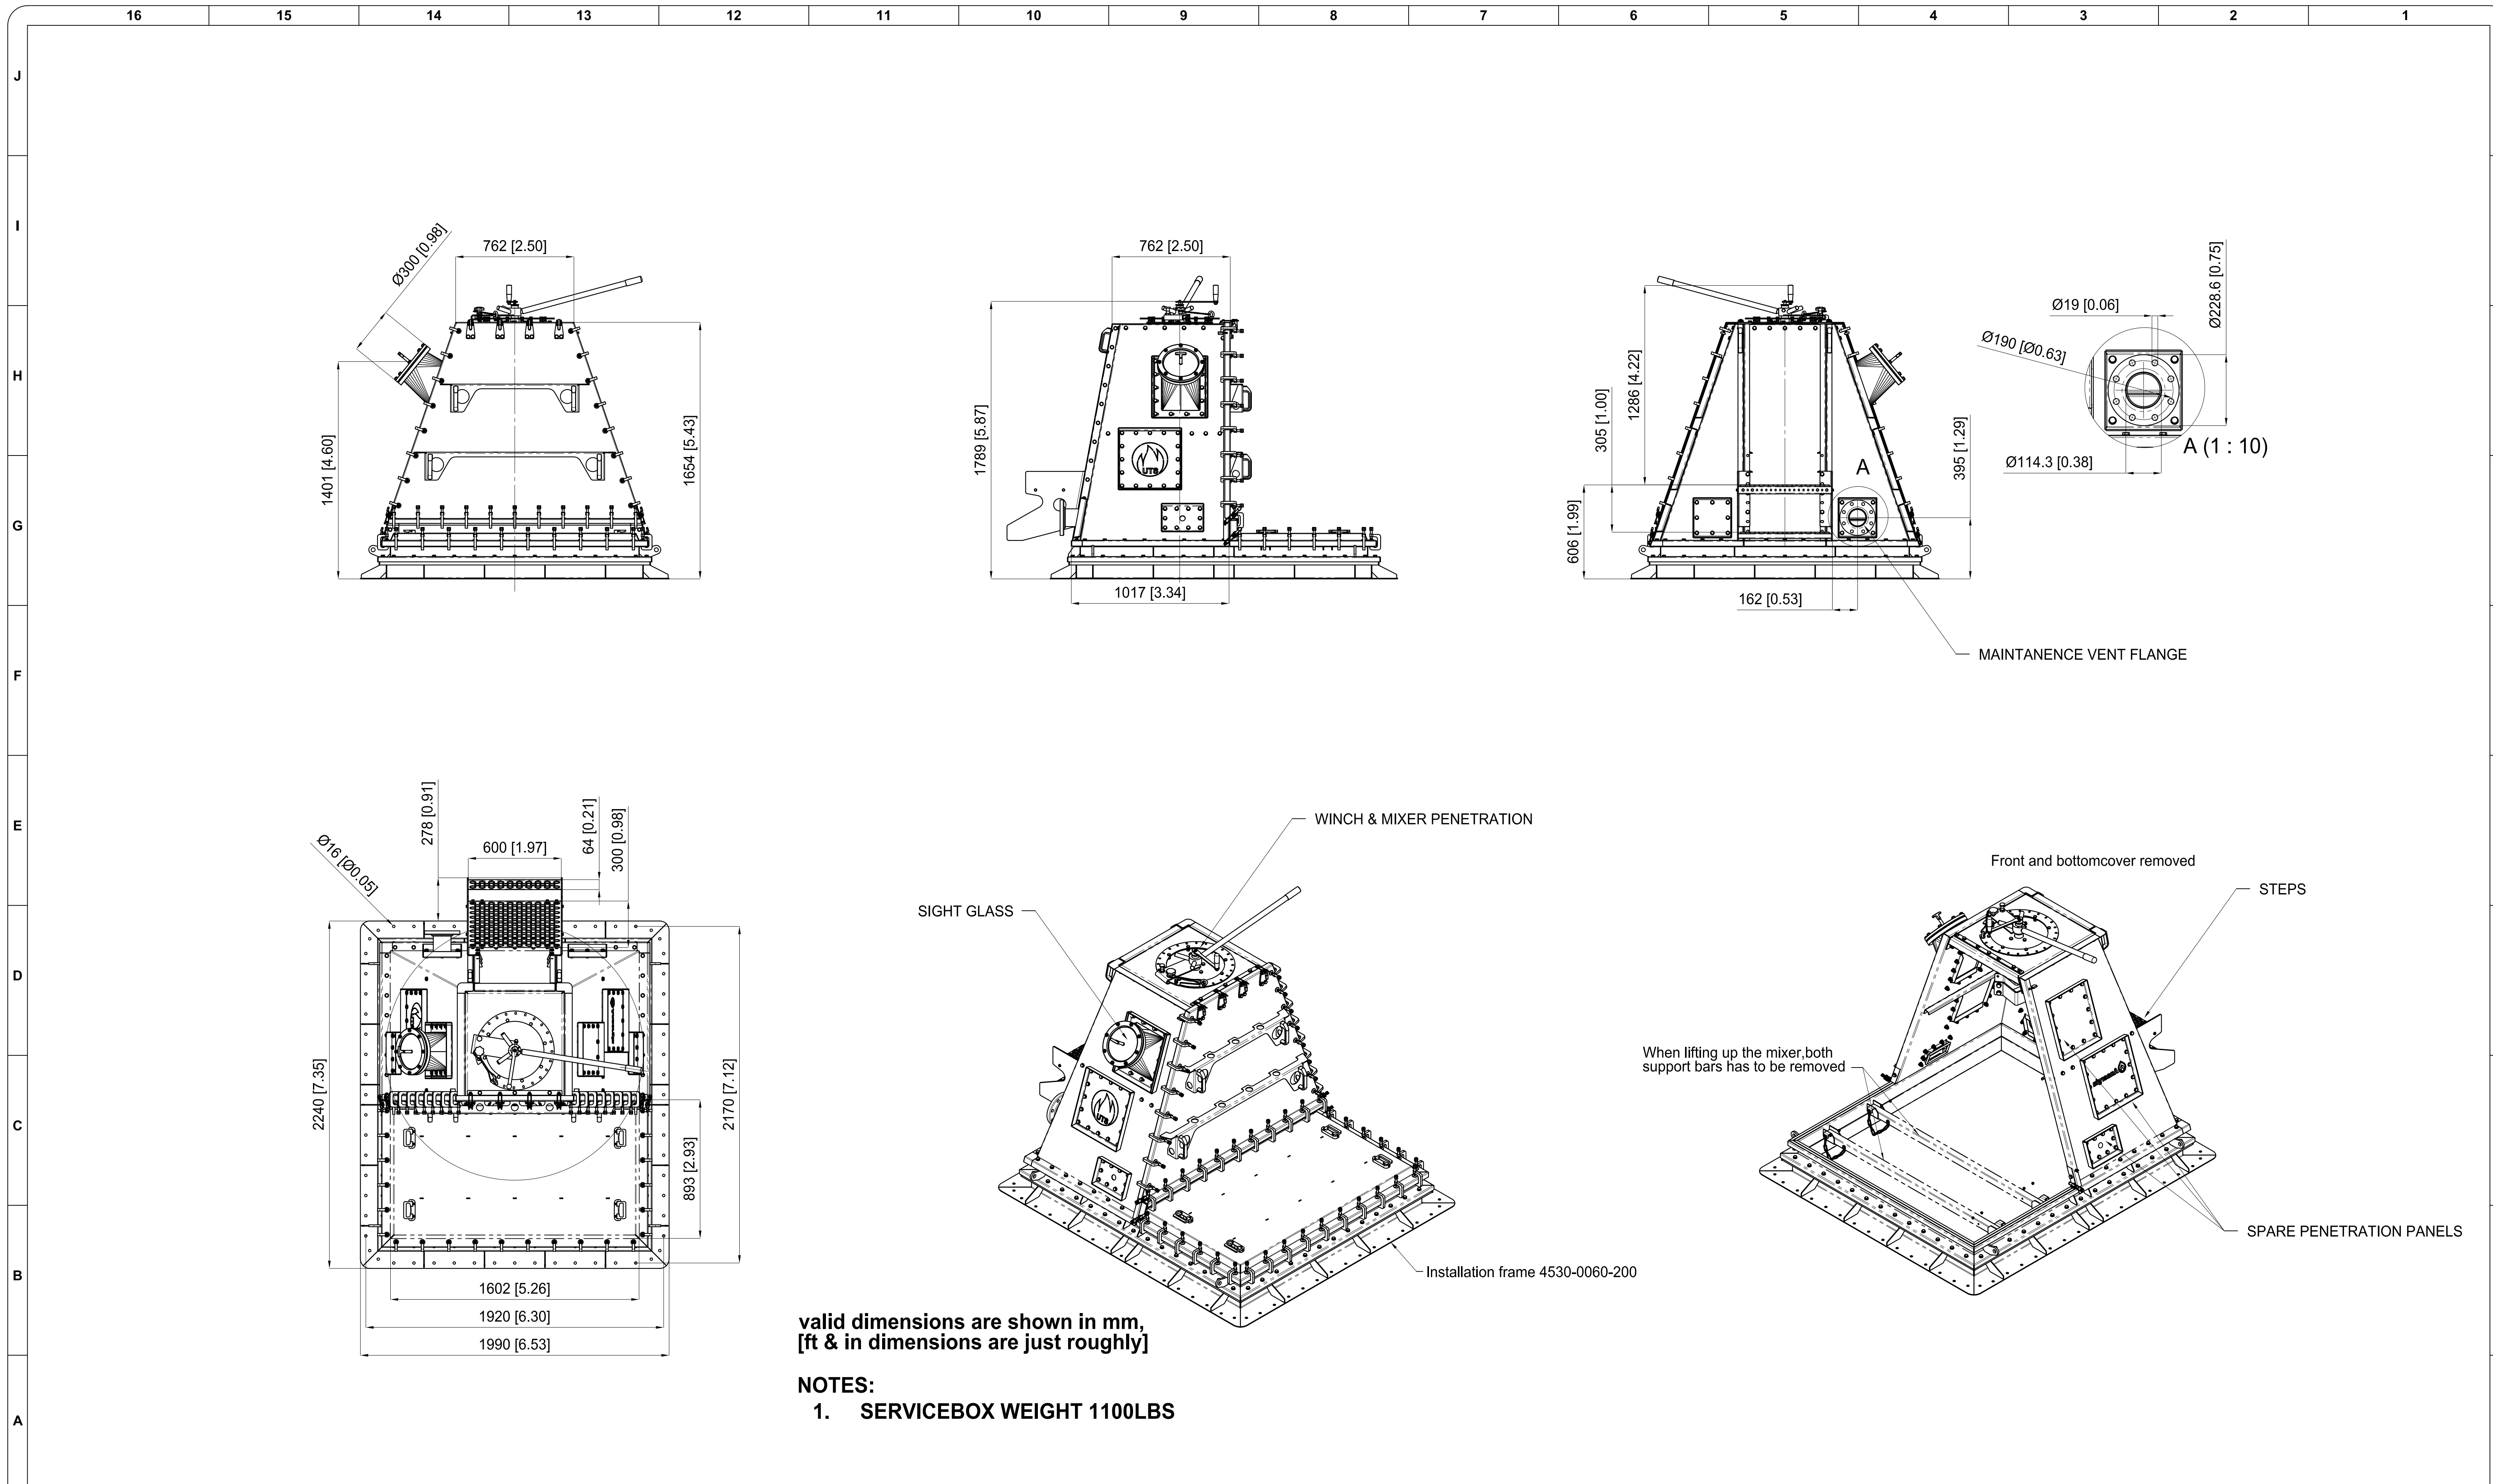 16 15 14 13 12 11 10 9 8 7 6 5 4 3 2 1
J
I
H
G
F
E
D
C
B
A
Ø300 [0.98]
762 [2.50]
1401 [4.60]
1654 [5.43]
762 [2.50]
1789 [5.87]
1017 [3.34]
UTS
1286 [4.22]
305 [1.00]
606 [1.99]
395 [1.29]
162 [0.53]
A
MAINTANENCE VENT FLANGE
Ø19 [0.06]
Ø228.6 [0.75]
Ø190 [Ø0.63]
Ø114.3 [0.38]
A (1 : 10)
278 [0.91]
64 [0.21]
300 [0.98]
600 [1.97]
Ø16 [Ø0.05]
2240 [7.35]
2170 [7.12]
893 [2.93]
1602 [5.26]
1920 [6.30]
1990 [6.53]
WINCH & MIXER PENETRATION
SIGHT GLASS
UTS
Installation frame 4530-0060-200
Front and bottomcover removed
STEPS
When lifting up the mixer,both
support bars has to be removed
SPARE PENETRATION PANELS
valid dimensions are shown in mm,
[ft & in dimensions are just roughly]
NOTES:
1. SERVICEBOX WEIGHT 1100LBS